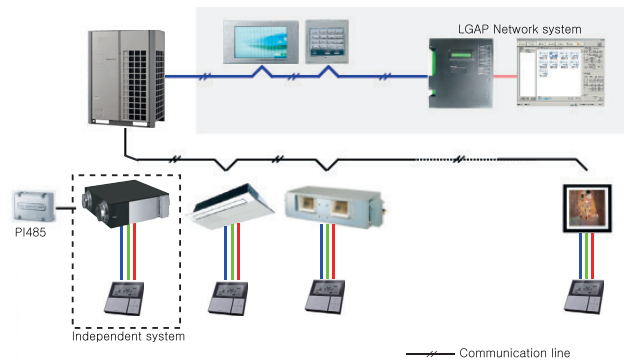 LGAP Network system
PI485
Independent system
Communication line